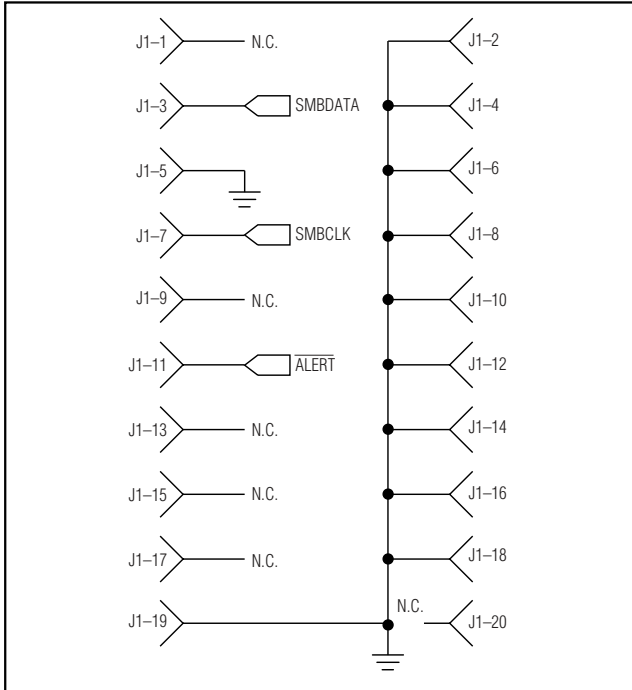 J1–1 N.C. J1–2
J1–3 SMBDATA J1–4
J1–5 J1–6
J1–7 SMBCLK J1–8
J1–9 N.C. J1–10
J1–11 A̅L̅E̅R̅T̅ J1–12
J1–13 N.C. J1–14
J1–15 N.C. J1–16
J1–17 N.C. J1–18
J1–19 N.C. J1–20